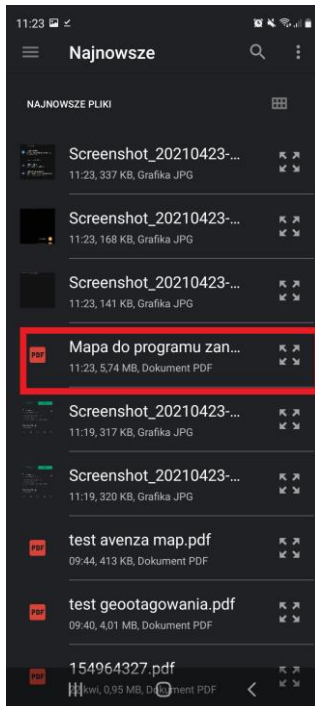 11:23
Najnowsze
NAJNOWSZE PLIKI
Screenshot_20210423-...
11:23, 337 KB, Grafika JPG
Screenshot_20210423-...
11:23, 168 KB, Grafika JPG
Screenshot_20210423-...
11:23, 141 KB, Grafika JPG
PDF
Mapa do programu zan...
11:23, 5,74 MB, Dokument PDF
Screenshot_20210423-...
11:19, 317 KB, Grafika JPG
Screenshot_20210423-...
11:19, 320 KB, Grafika JPG
PDF
test avenza map.pdf
09:44, 413 KB, Dokument PDF
PDF
test geootagowania.pdf
09:40, 4,01 MB, Dokument PDF
PDF
154964327.pdf
kwi, 0,95 MB, Dokument PDF